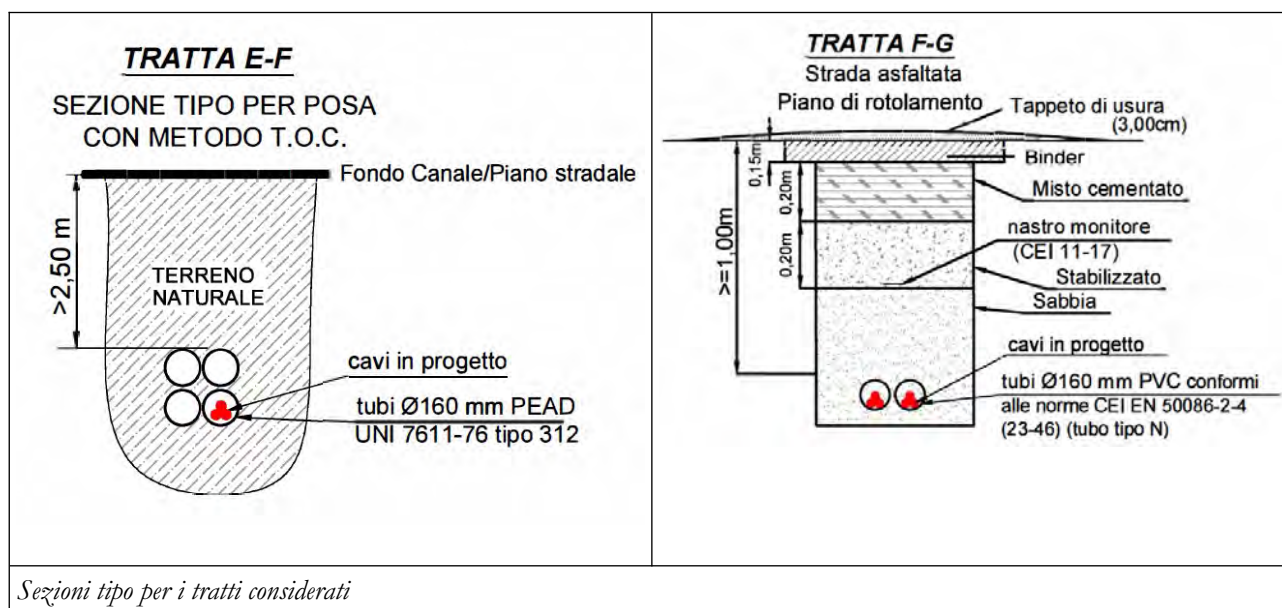 TRATTA E-F
SEZIONE TIPO PER POSA
CON METODO T.O.C.
Fondo Canale/Piano stradale
>2,50 m
TERRENO
NATURALE
cavi in progetto
tubi Ø160 mm PEAD
UNI 7611-76 tipo 312
TRATTA F-G
Strada asfaltata
Piano di rotolamento
Tappeto di usura
(3,00cm)
0,15m
Binder
>=1,00m
0,20m
Misto cementato
0,20m
nastro monitore
(CEI 11-17)
Stabilizzato
Sabbia
cavi in progetto
tubi Ø160 mm PVC conformi
alle norme CEI EN 50086-2-4
(23-46) (tubo tipo N)
Sezioni tipo per i tratti considerati